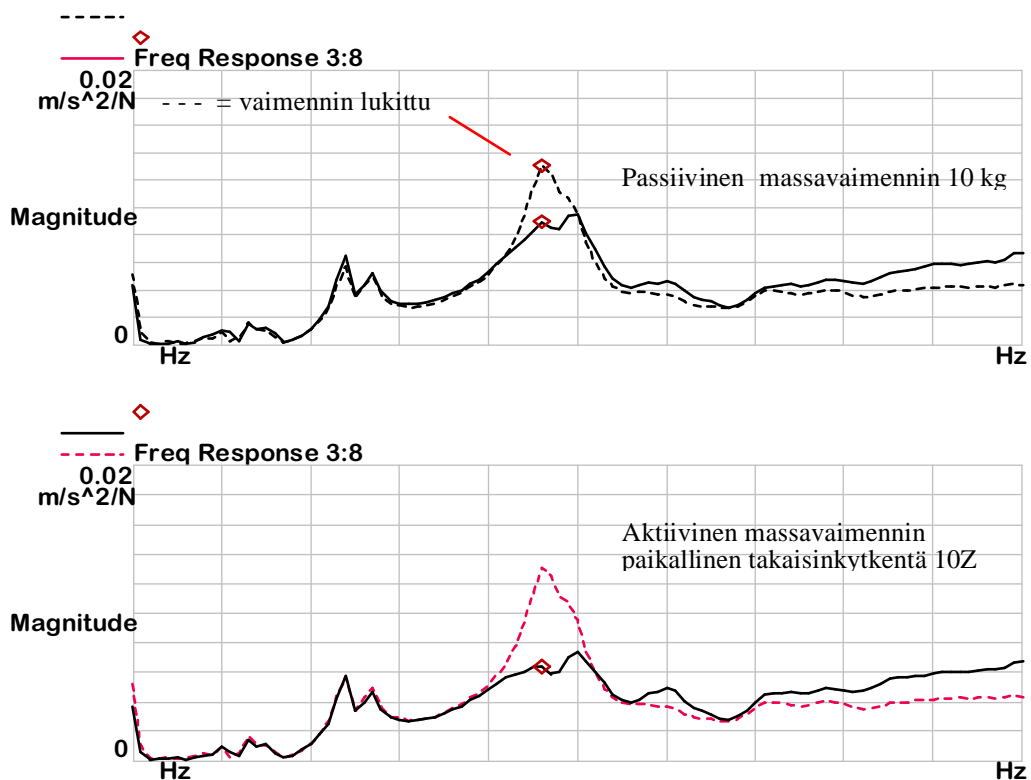 Freq Response 3:8
0.02
m/s^2/N
- - - = vaimennin lukittu
Passiivinen massavaimennin 10 kg
Magnitude
0
Hz
Hz
Freq Response 3:8
0.02
m/s^2/N
Aktiivinen massavaimennin
paikallinen takaisinkytkentä 10Z
Magnitude
0
Hz
Hz